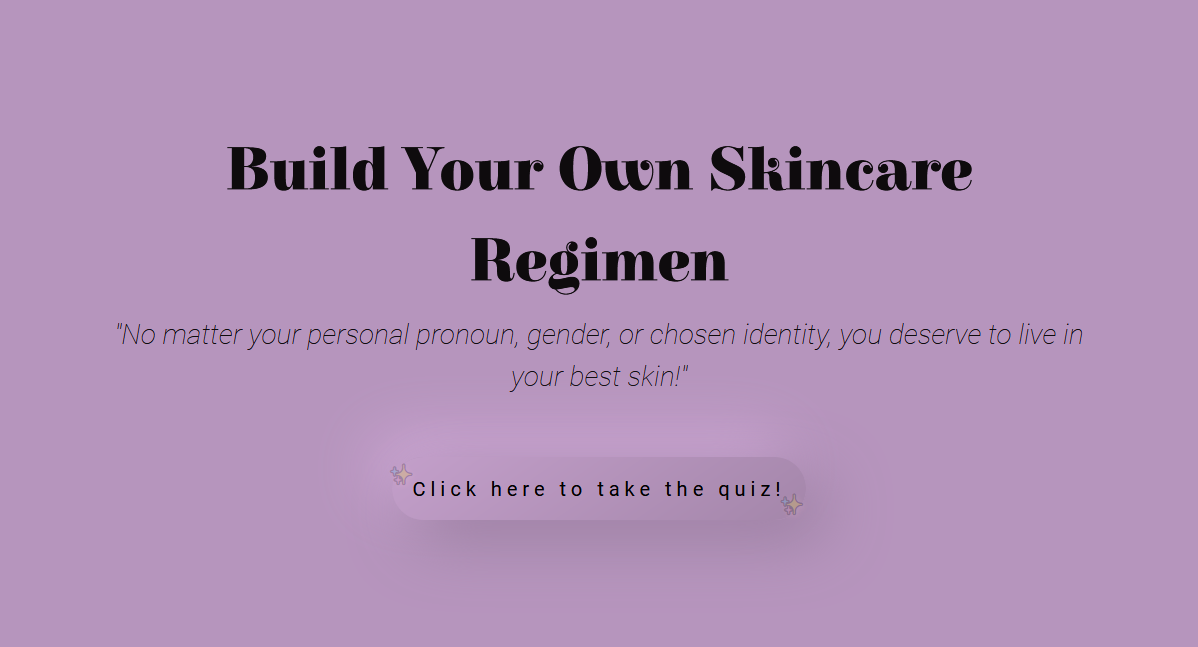 Build Your Own Skincare
Regimen
"No matter your personal pronoun, gender, or chosen identity, you deserve to live in
your best skin!"
Click here to take the quiz!